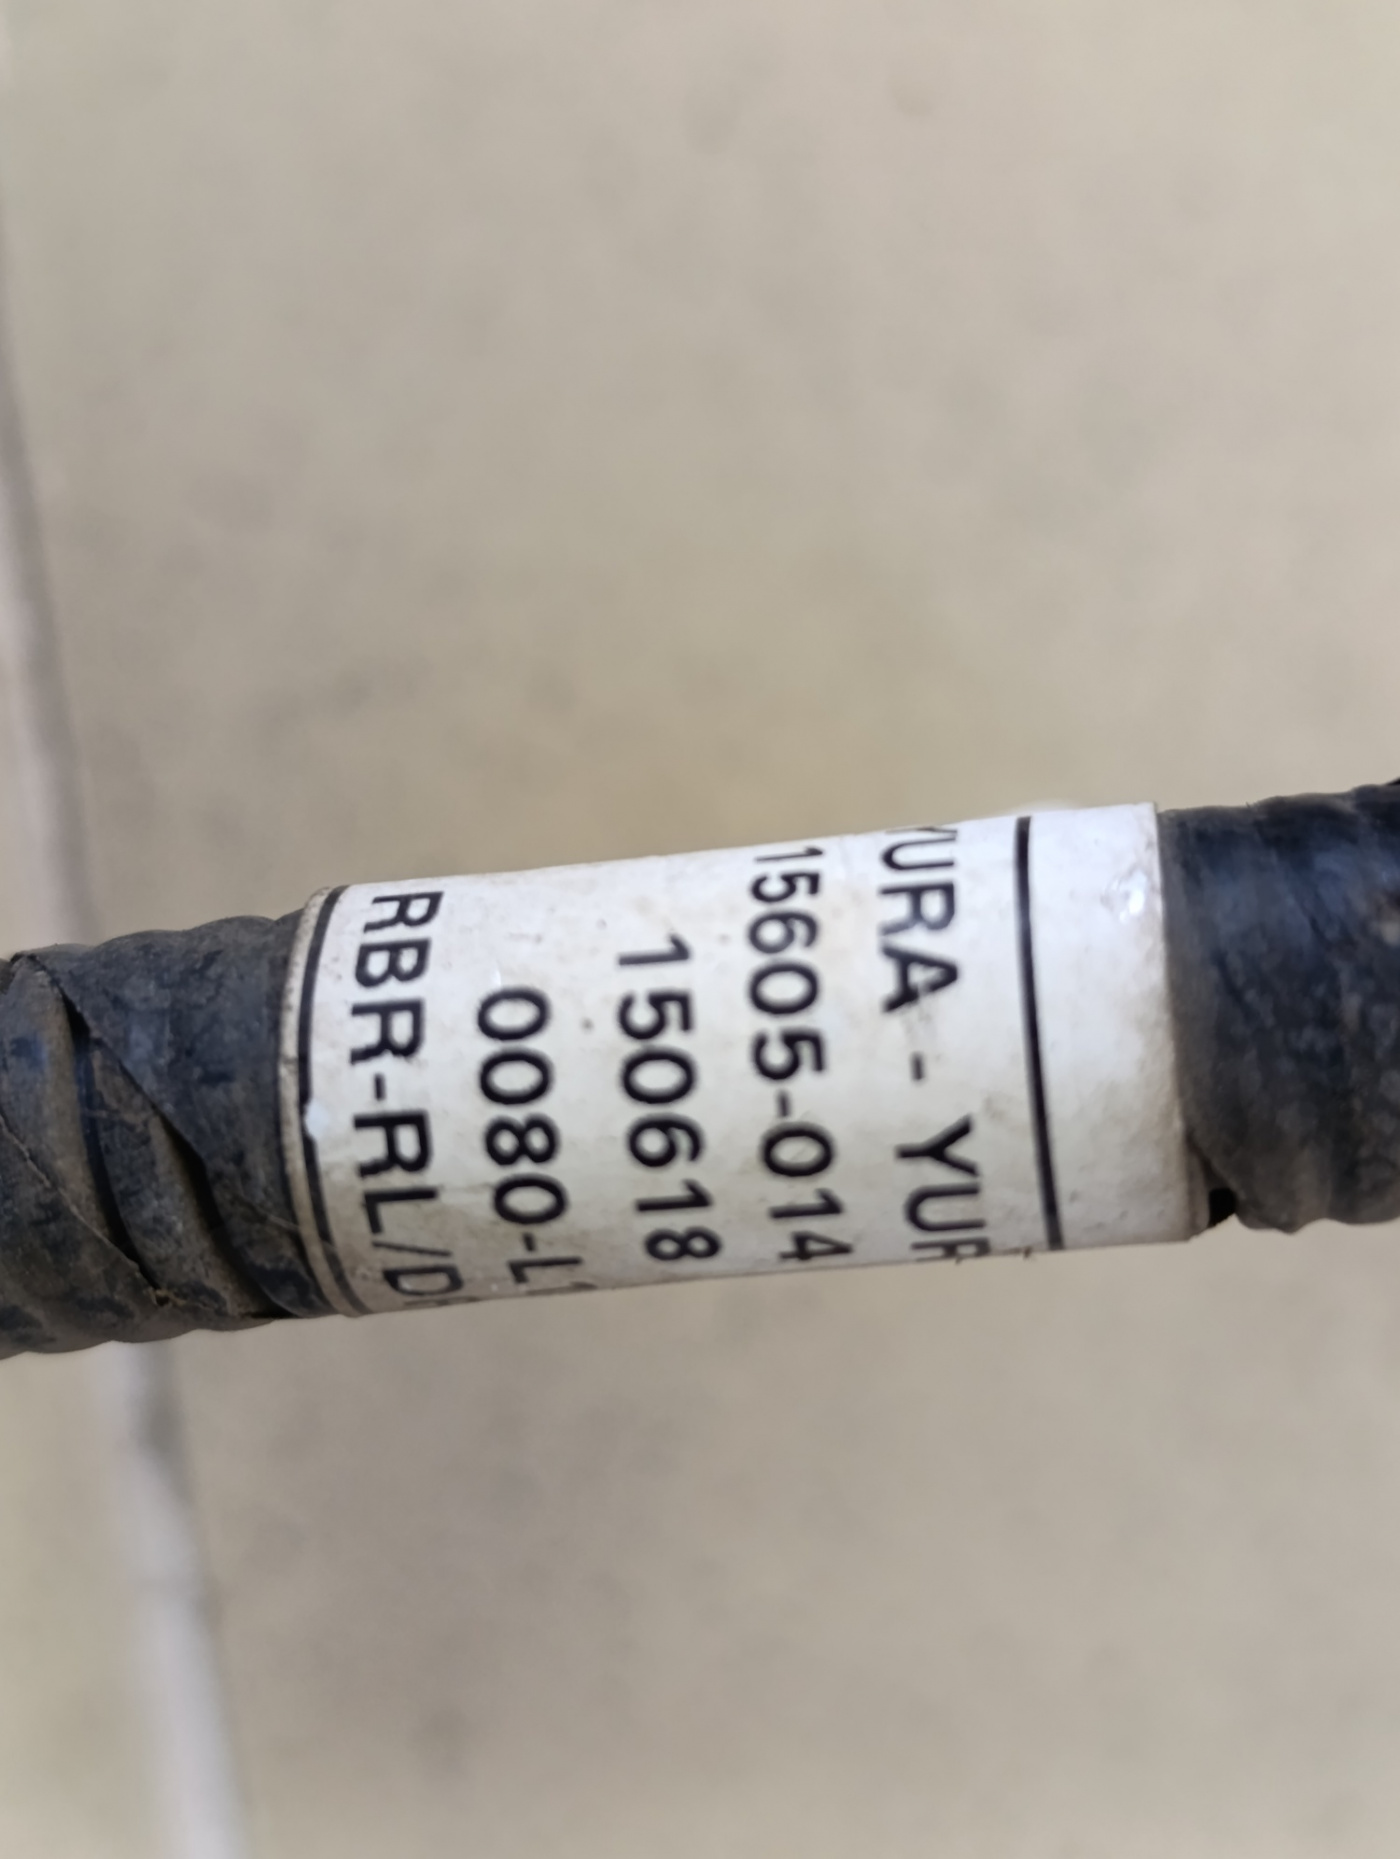 YURA - YUR
15605-014
150618
0080-L
RBR-RL/D